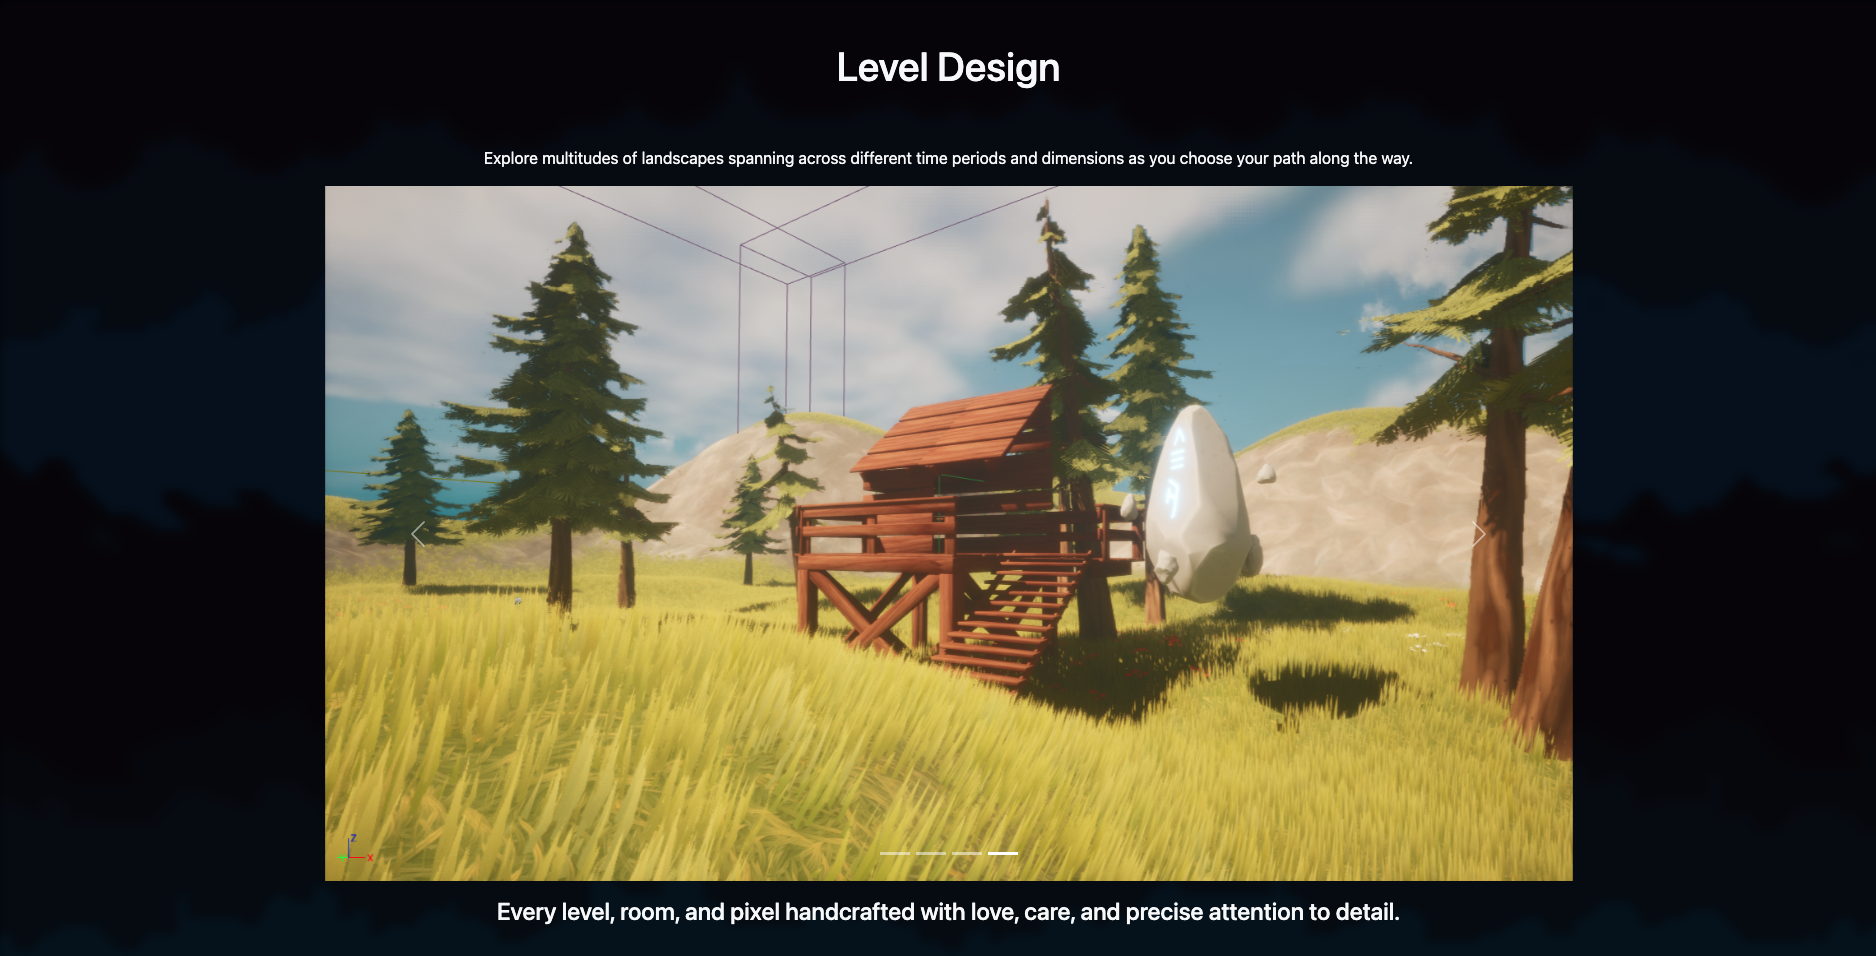 Level Design
Explore multitudes of landscapes spanning across different time periods and dimensions as you choose your path along the way.
Z
Y X
Every level, room, and pixel handcrafted with love, care, and precise attention to detail.